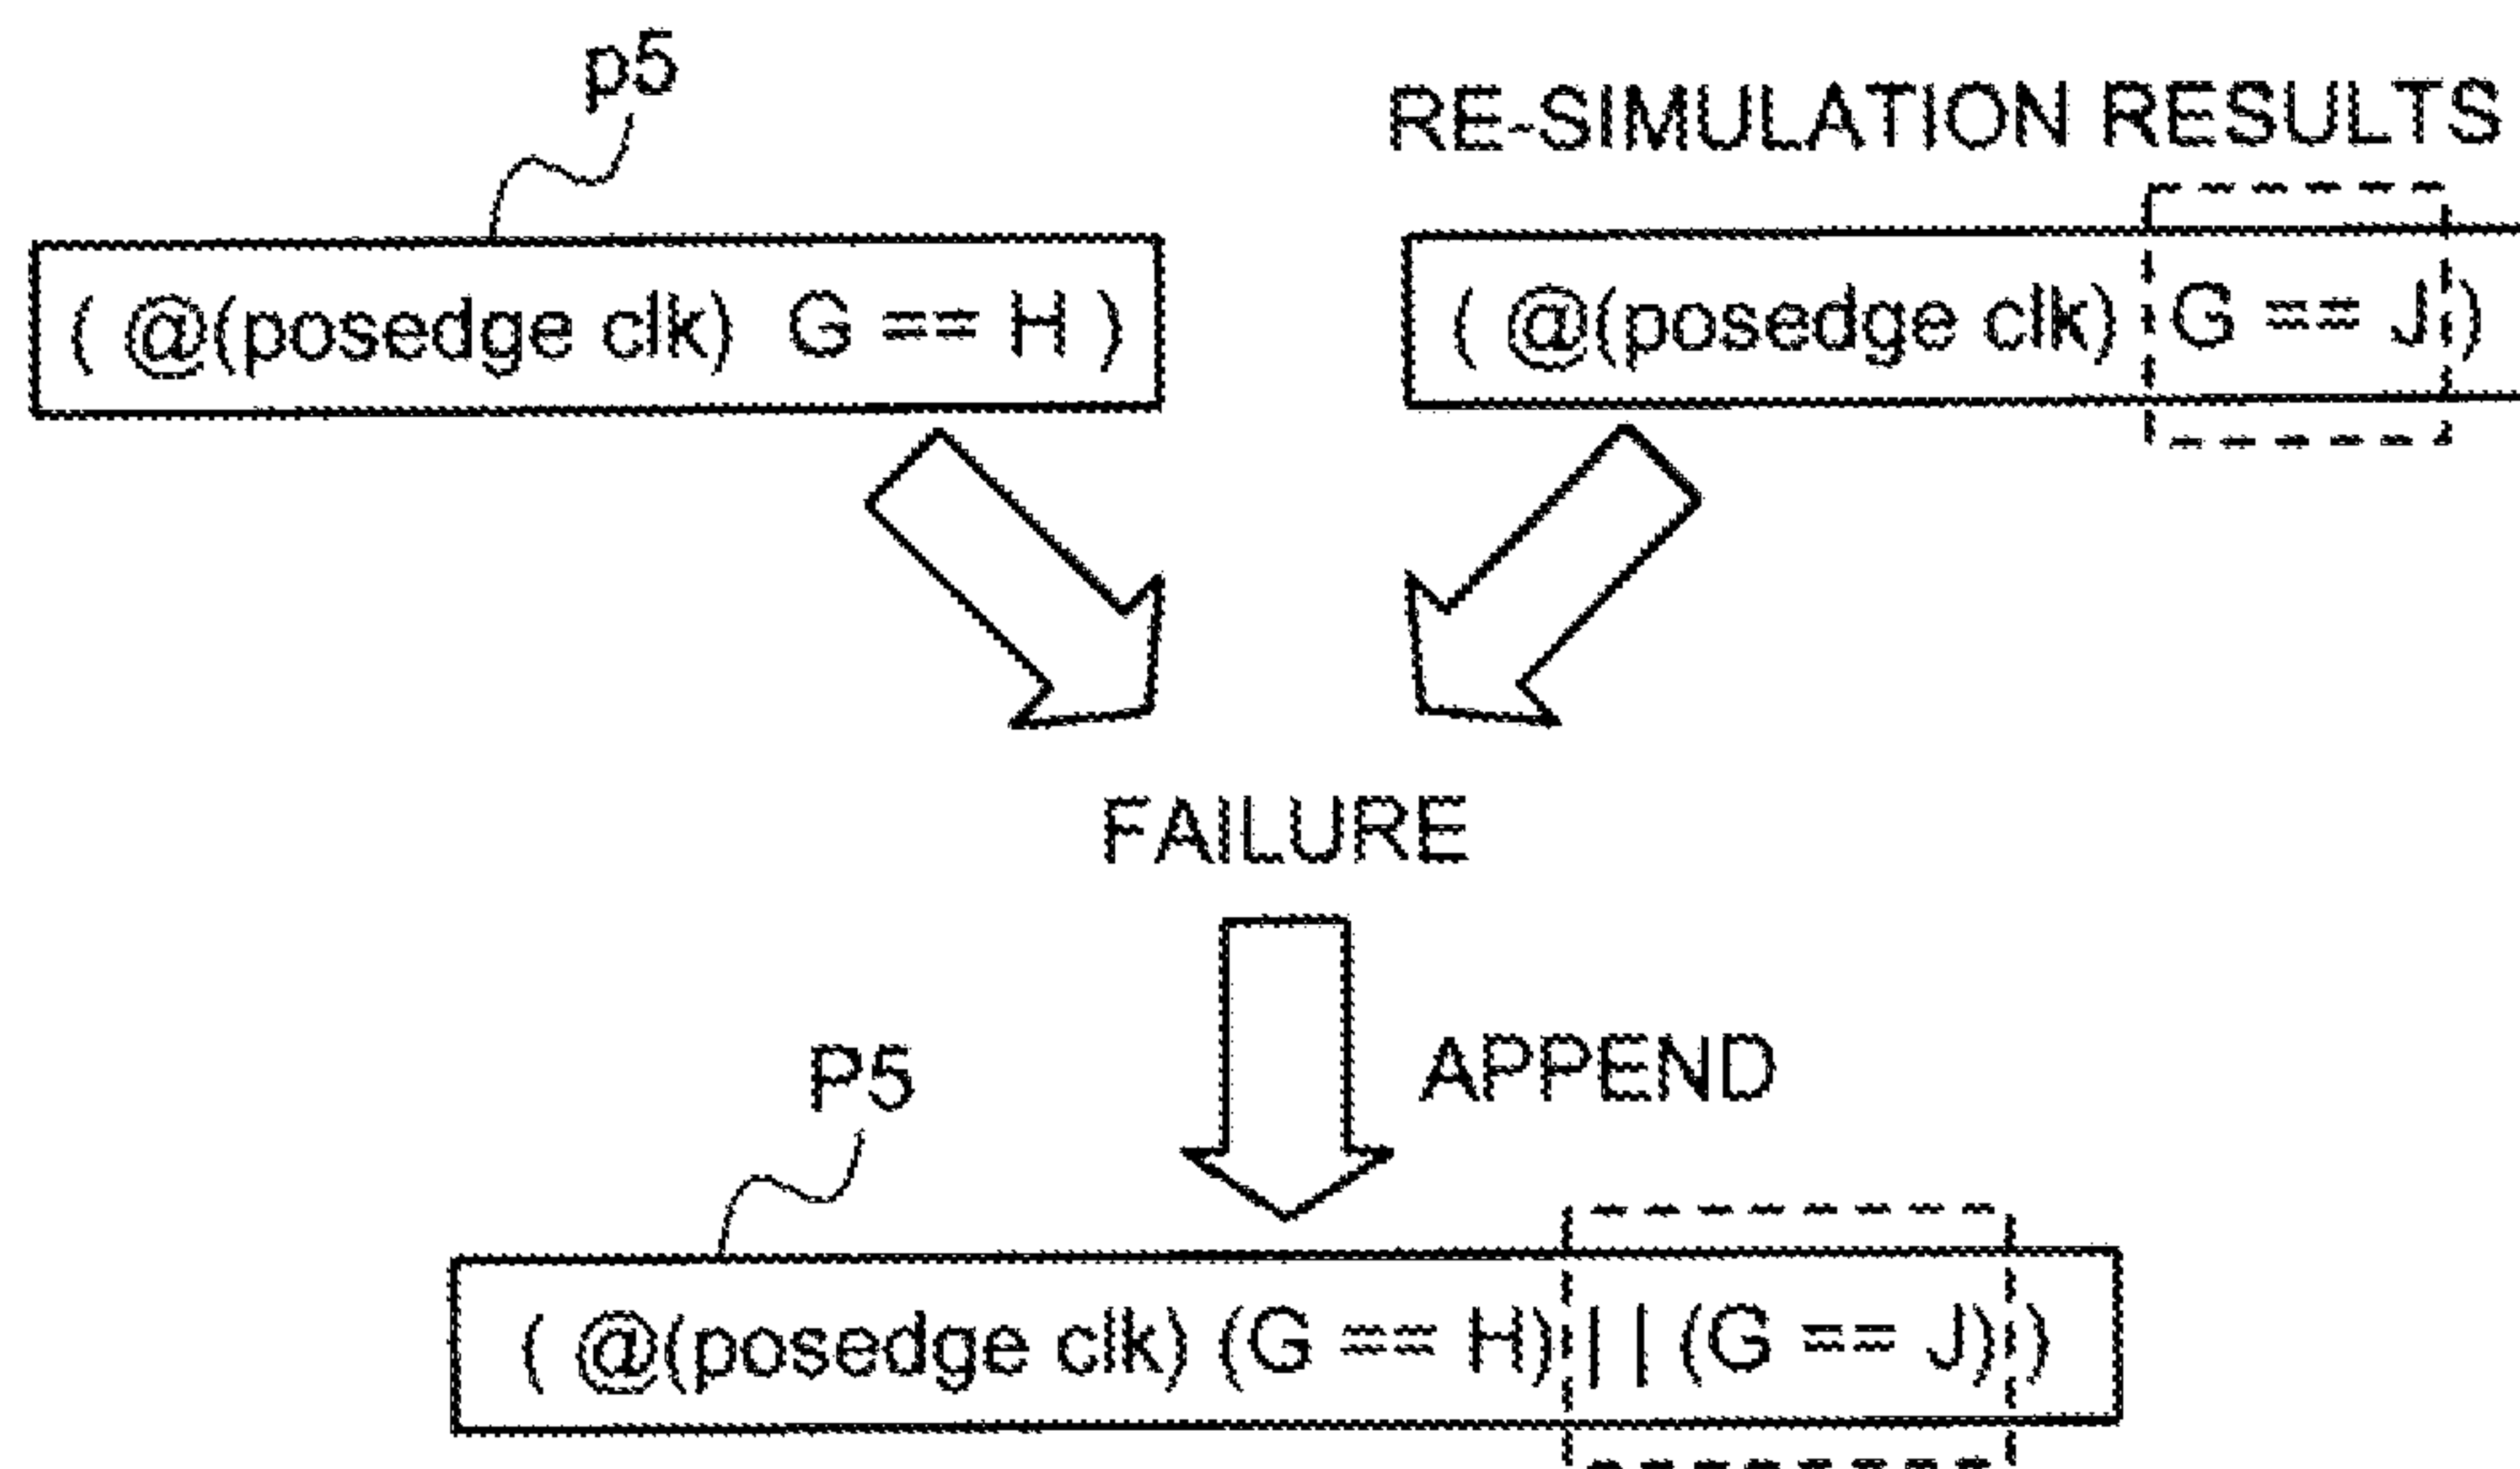 p5
RE-SIMULATION RESULTS
( @(posedge clk) G == H )
( @(posedge clk) G == J )
FAILURE
APPEND
P5
( @(posedge clk) (G == H) || (G == J) )